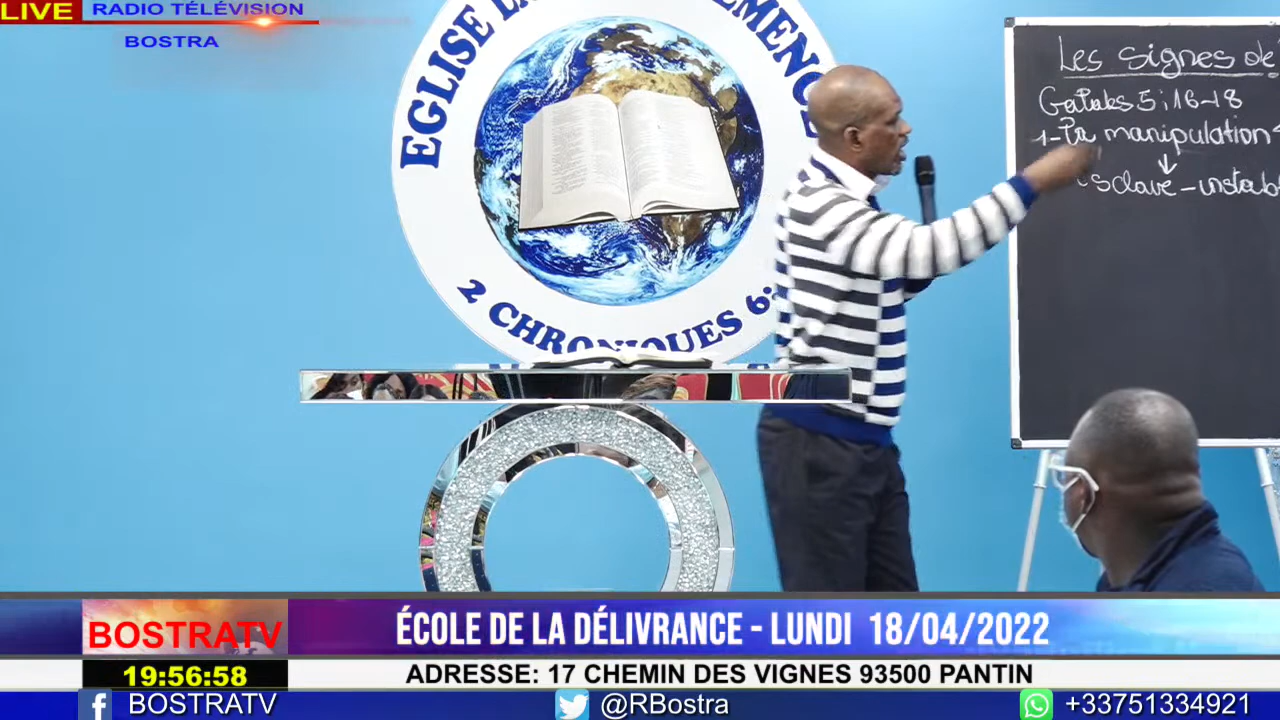 LIVE RADIO TÉLÉVISION
BOSTRA
EGLISE
2 CHRONIQUES 6:
Les signes de
5:16-18
1- la manipulation
esclave - instab
BOSTRATV
ÉCOLE DE LA DÉLIVRANCE - LUNDI 18/04/2022
19:56:58
ADRESSE: 17 CHEMIN DES VIGNES 93500 PANTIN
BOSTRATV
@RBostra
+33751334921